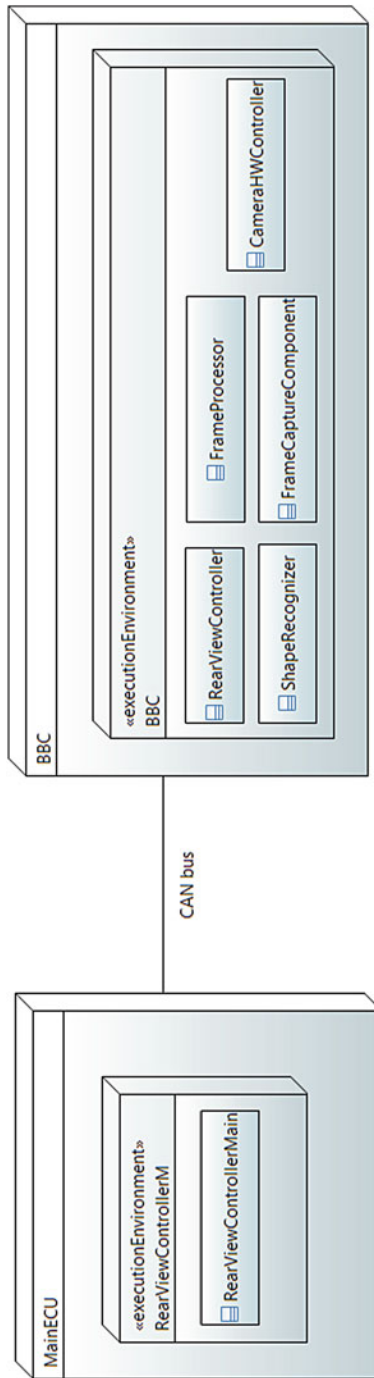 MainECU
«executionEnvironment»
RearViewControllerM
RearViewControllerMain
CAN bus
BBC
«executionEnvironment»
BBC
RearViewController
FrameProcessor
ShapeRecognizer
FrameCaptureComponent
CameraHWController